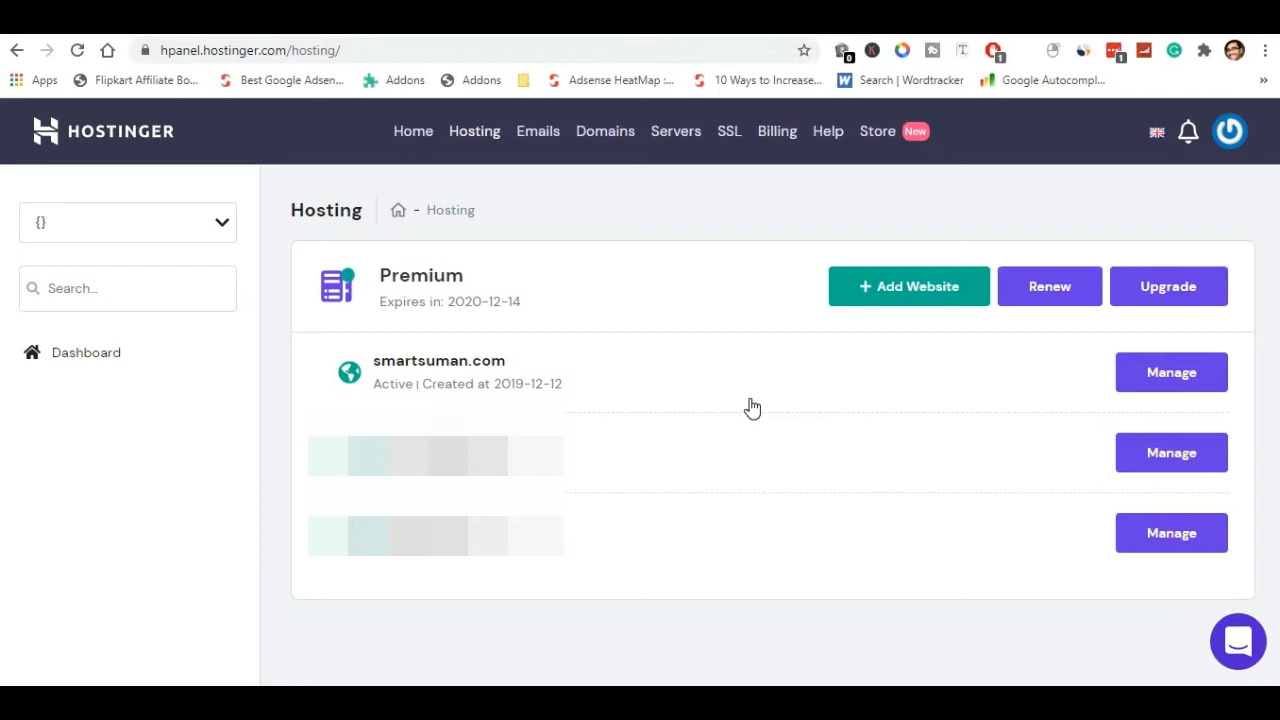 hpanel.hostinger.com/hosting/
0
K
1
1
Apps
Flipkart Affiliate Bo...
Best Google Adsen...
Addons
Addons
Adsense HeatMap :...
10 Ways to Increase...
Search | Wordtracker
Google Autocompl...
»
HOSTINGER
Home
Hosting
Emails
Domains
Servers
SSL
Billing
Help
Store
New
{}
Search...
Dashboard
Hosting
- Hosting
Premium
Expires in: 2020-12-14
+ Add Website
Renew
Upgrade
smartsuman.com
Active | Created at 2019-12-12
Manage
Manage
Manage